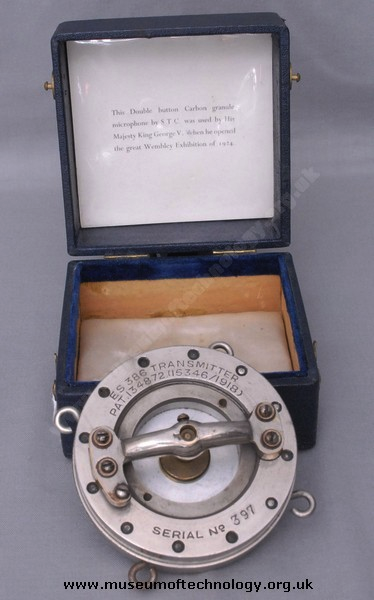 This Double button Carbon granule
microphone by S T C was used by His
Majesty King George V. When he opened
the great Wembley Exhibition of 1924.
ES 386 TRANSMITTER
PAT. 134872 (15346/1918)
SERIAL No 397
www.museumoftechnology.org.uk